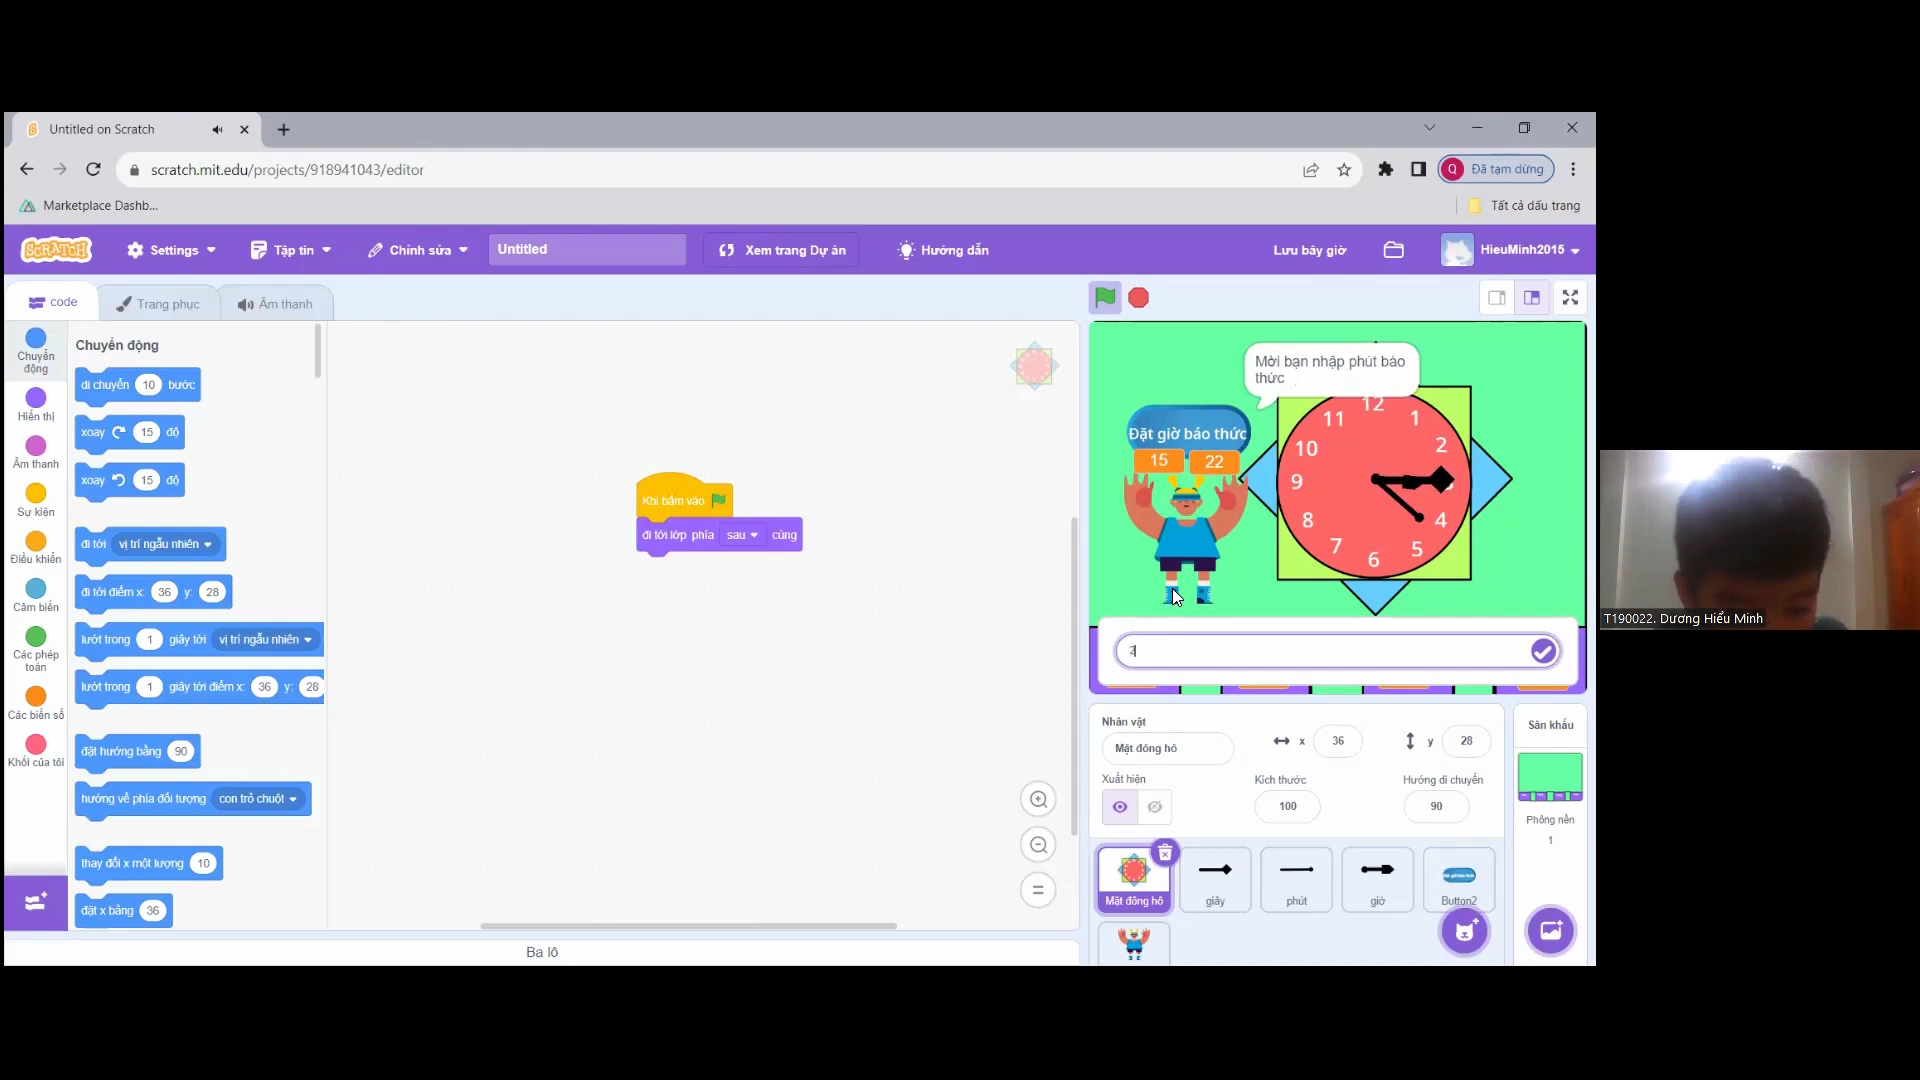 Untitled on Scratch
scratch.mit.edu/projects/918941043/editor
Q Đã tạm dừng
Marketplace Dashb...
Tất cả dấu trang
SCRATCH
Settings
Tập tin
Chỉnh sửa
Untitled
Xem trang Dự án
Hướng dẫn
Lưu bây giờ
HieuMinh2015
code
Trang phục
Âm thanh
Chuyển động
Hiển thị
Âm thanh
Sự kiện
Điều khiển
Cảm biến
Các phép toán
Các biến số
Khối của tôi
Chuyển động
di chuyển 10 bước
xoay 15 độ
xoay 15 độ
đi tới vị trí ngẫu nhiên
đi tới điểm x: 36 y: 28
lướt trong 1 giây tới vị trí ngẫu nhiên
lướt trong 1 giây tới điểm x: 36 y: 28
đặt hướng bằng 90
hướng về phía đối tượng con trỏ chuột
thay đổi x một lượng 10
đặt x bằng 36
Khi bấm vào
đi tới lớp phía sau cùng
Ba lô
Mời bạn nhập phút báo
thức
Đặt giờ báo thức
15 22
12
11 1
10 2
9
8 4
7 5
6
2
Nhân vật
Mặt đồng hồ
x 36
y 28
Xuất hiện
Kích thước
100
Hướng di chuyển
90
Mặt đồng hồ
giây
phút
giờ
Button2
Sân khấu
Phông nền
1
T190022. Dương Hiểu Minh